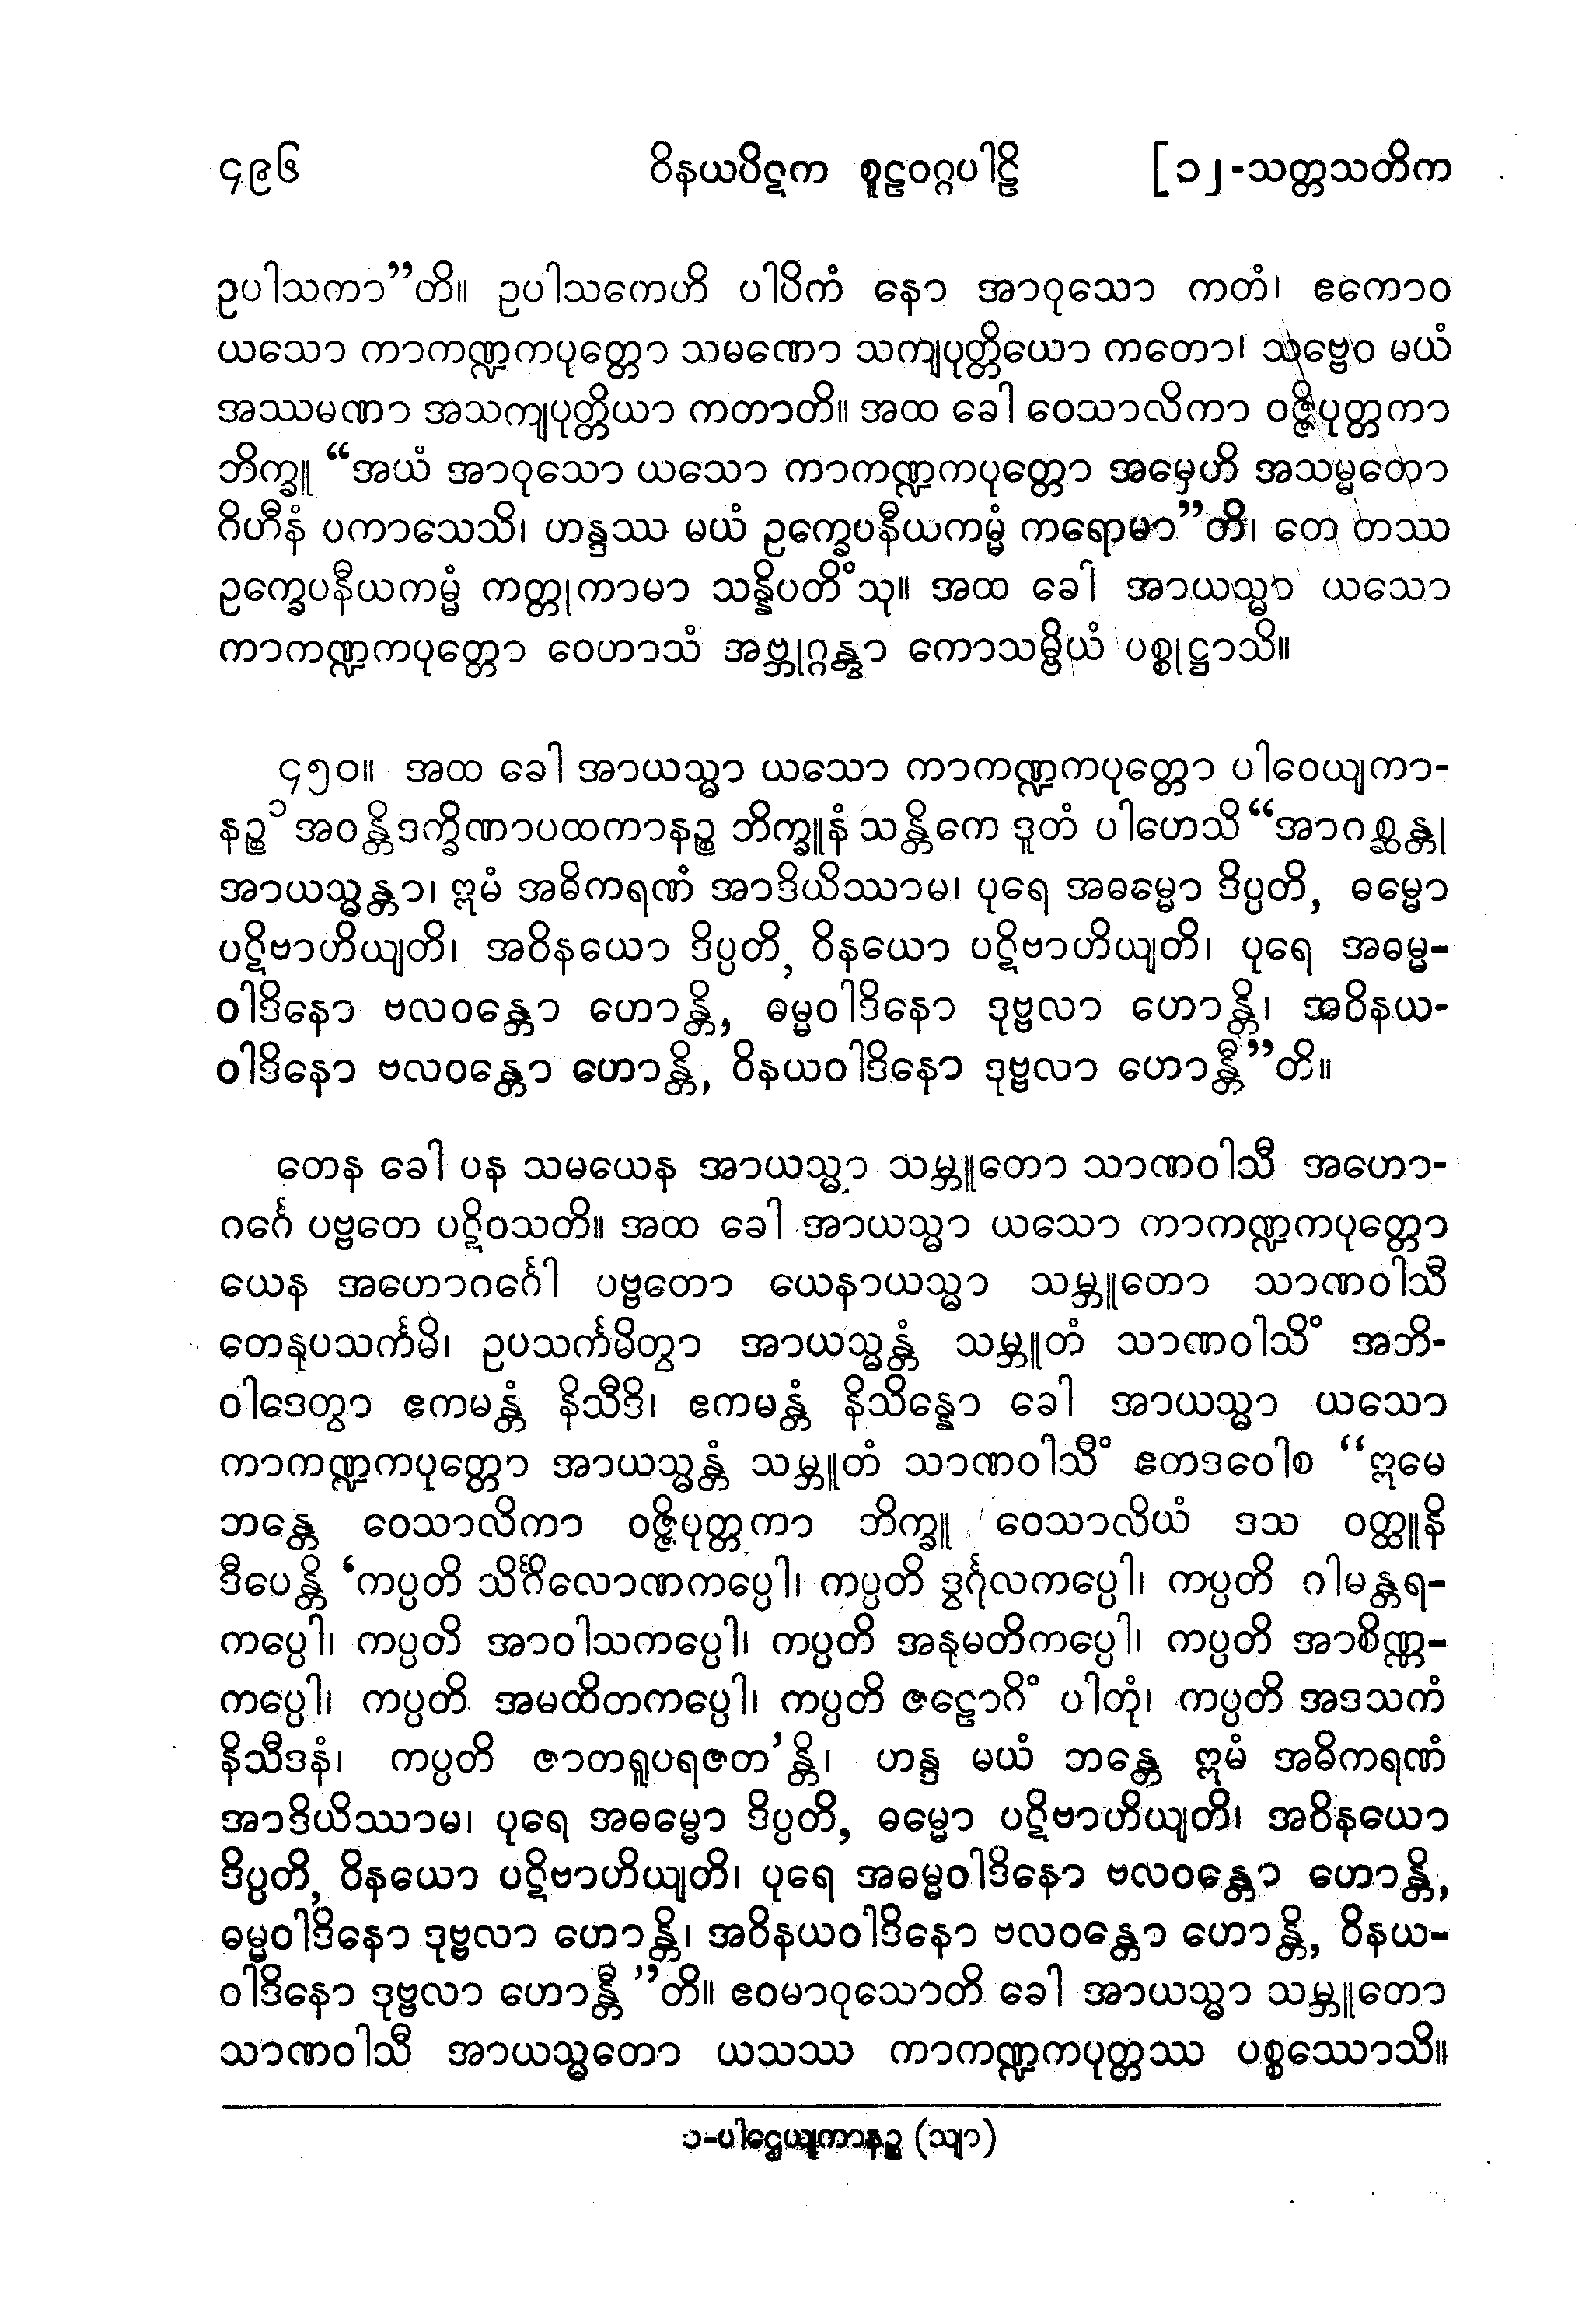 ၄၉၆ ဝိနယပိဋက စူဠဝဂ္ဂပါဠိ [ ၁၂-သတ္တသတိက
ဥပါသကာ”တိ။ ဥပါသကေဟိ ပါပိကံ နော အာဝုသော ကတံ၊ ဧကောဝ
ယသော ကာကဏ္ဍကပုတ္တော သမဏော သကျပုတ္တိယော ကတော၊ သဗ္ဗေဝ မယံ
အဿမဏာ အသကျပုတ္တိယာ ကတာတိ။ အထ ခေါ ဝေသာလိကာ ဝဇ္ဇိပုတ္တကာ
ဘိက္ခူ “အယံ အာဝုသော ယသော ကာကဏ္ဍကပုတ္တော အမှေဟိ အသမ္မတော
ဂိဟီနံ ပကာသေသိ၊ ဟန္ဒဿ မယံ ဥက္ခေပနီယကမ္မံ ကရောမာ”တိ၊ တေ တဿ
ဥက္ခေပနီယကမ္မံ ကတ္တုကာမာ သန္နိပတိံသု။ အထ ခေါ အာယသ္မာ ယသော
ကာကဏ္ဍကပုတ္တော ဝေဟာသံ အဗ္ဘုဂ္ဂန္တွာ ကောသမ္ဗိယံ ပစ္စုဋ္ဌာသိ။
၄၅၀။ အထ ခေါ အာယသ္မာ ယသော ကာကဏ္ဍကပုတ္တော ပါဝေယျကာ-
နဉ္စ ၁ အဝန္တိဒက္ခိဏာပထကာနဉ္စ ဘိက္ခူနံ သန္တိကေ ဒူတံ ပါဟေသိ “အာဂစ္ဆန္တု
အာယသ္မန္တာ၊ ဣမံ အဓိကရဏံ အာဒိယိဿာမ၊ ပုရေ အဓမ္မော ဒိပ္ပတိ, ဓမ္မော
ပဋိဗာဟိယျတိ၊ အဝိနယော ဒိပ္ပတိ, ဝိနယော ပဋိဗာဟိယျတိ၊ ပုရေ အဓမ္မ-
ဝါဒိနော ဗလဝန္တော ဟောန္တိ, ဓမ္မဝါဒိနော ဒုဗ္ဗလာ ဟောန္တိ၊ အဝိနယ-
ဝါဒိနော ဗလဝန္တော ဟောန္တိ, ဝိနယဝါဒိနော ဒုဗ္ဗလာ ဟောန္တီ”တိ။
တေန ခေါ ပန သမယေန အာယသ္မာ သမ္ဘူတော သာဏဝါသီ အဟော-
ဂင်္ဂေ ပဗ္ဗတေ ပဋိဝသတိ။ အထ ခေါ အာယသ္မာ ယသော ကာကဏ္ဍကပုတ္တော
ယေန အဟောဂင်္ဂေါ ပဗ္ဗတော ယေနာယသ္မာ သမ္ဘူတော သာဏဝါသီ
တေနုပသင်္ကမိ၊ ဥပသင်္ကမိတွာ အာယသ္မန္တံ သမ္ဘူတံ သာဏဝါသိံ အဘိ-
ဝါဒေတွာ ဧကမန္တံ နိသီဒိ၊ ဧကမန္တံ နိသိန္နော ခေါ အာယသ္မာ ယသော
ကာကဏ္ဍကပုတ္တော အာယသ္မန္တံ သမ္ဘူတံ သာဏဝါသိံ ဧတဒဝေါစ “ဣမေ
ဘန္တေ ဝေသာလိကာ ဝဇ္ဇိပုတ္တကာ ဘိက္ခူ ဝေသာလိယံ ဒသ ဝတ္ထူနိ
ဒီပေန္တိ ‘ကပ္ပတိ သိင်္ဂိလောဏကပ္ပေါ၊ ကပ္ပတိ ဒွင်္ဂုလကပ္ပေါ၊ ကပ္ပတိ ဂါမန္တရ-
ကပ္ပေါ၊ ကပ္ပတိ အာဝါသကပ္ပေါ၊ ကပ္ပတိ အနုမတိကပ္ပေါ၊ ကပ္ပတိ အာစိဏ္ဏ-
ကပ္ပေါ၊ ကပ္ပတိ အမထိတကပ္ပေါ၊ ကပ္ပတိ ဇဠောဂိံ ပါတုံ၊ ကပ္ပတိ အဒသကံ
နိသီဒနံ၊ ကပ္ပတိ ဇာတရူပရဇတ’န္တိ၊ ဟန္ဒ မယံ ဘန္တေ ဣမံ အဓိကရဏံ
အာဒိယိဿာမ၊ ပုရေ အဓမ္မော ဒိပ္ပတိ, ဓမ္မော ပဋိဗာဟိယျတိ၊ အဝိနယော
ဒိပ္ပတိ, ဝိနယော ပဋိဗာဟိယျတိ၊ ပုရေ အဓမ္မဝါဒိနော ဗလဝန္တော ဟောန္တိ,
ဓမ္မဝါဒိနော ဒုဗ္ဗလာ ဟောန္တိ၊ အဝိနယဝါဒိနော ဗလဝန္တော ဟောန္တိ, ဝိနယ-
ဝါဒိနော ဒုဗ္ဗလာ ဟောန္တီ”တိ။ ဧဝမာဝုသောတိ ခေါ အာယသ္မာ သမ္ဘူတော
သာဏဝါသီ အာယသ္မတော ယသဿ ကာကဏ္ဍကပုတ္တဿ ပစ္စဿောသိ။
၁-ပါဌေယျကာနဉ္စ (သျာ)